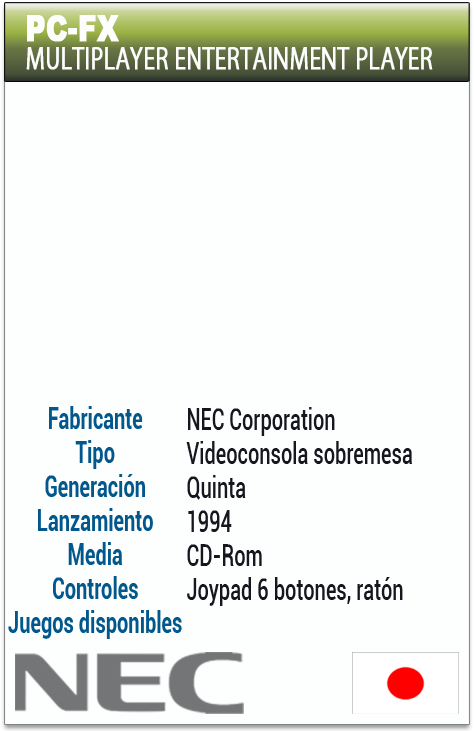 PC-FX
MULTIPLAYER ENTERTAINMENT PLAYER
Fabricante NEC Corporation
Tipo Videoconsola sobremesa
Generación Quinta
Lanzamiento 1994
Media CD-Rom
Controles Joypad 6 botones, ratón
Juegos disponibles
NEC